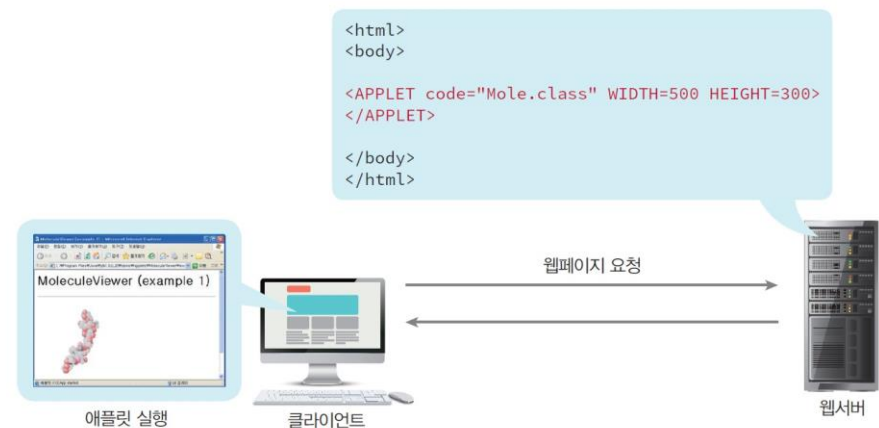 <html>
<body>
<APPLET code="Mole.class" WIDTH=500 HEIGHT=300>
</APPLET>
</body>
</html>
웹페이지 요청
MoleculeViewer (example 1)
애플릿 실행
클라이언트
웹서버